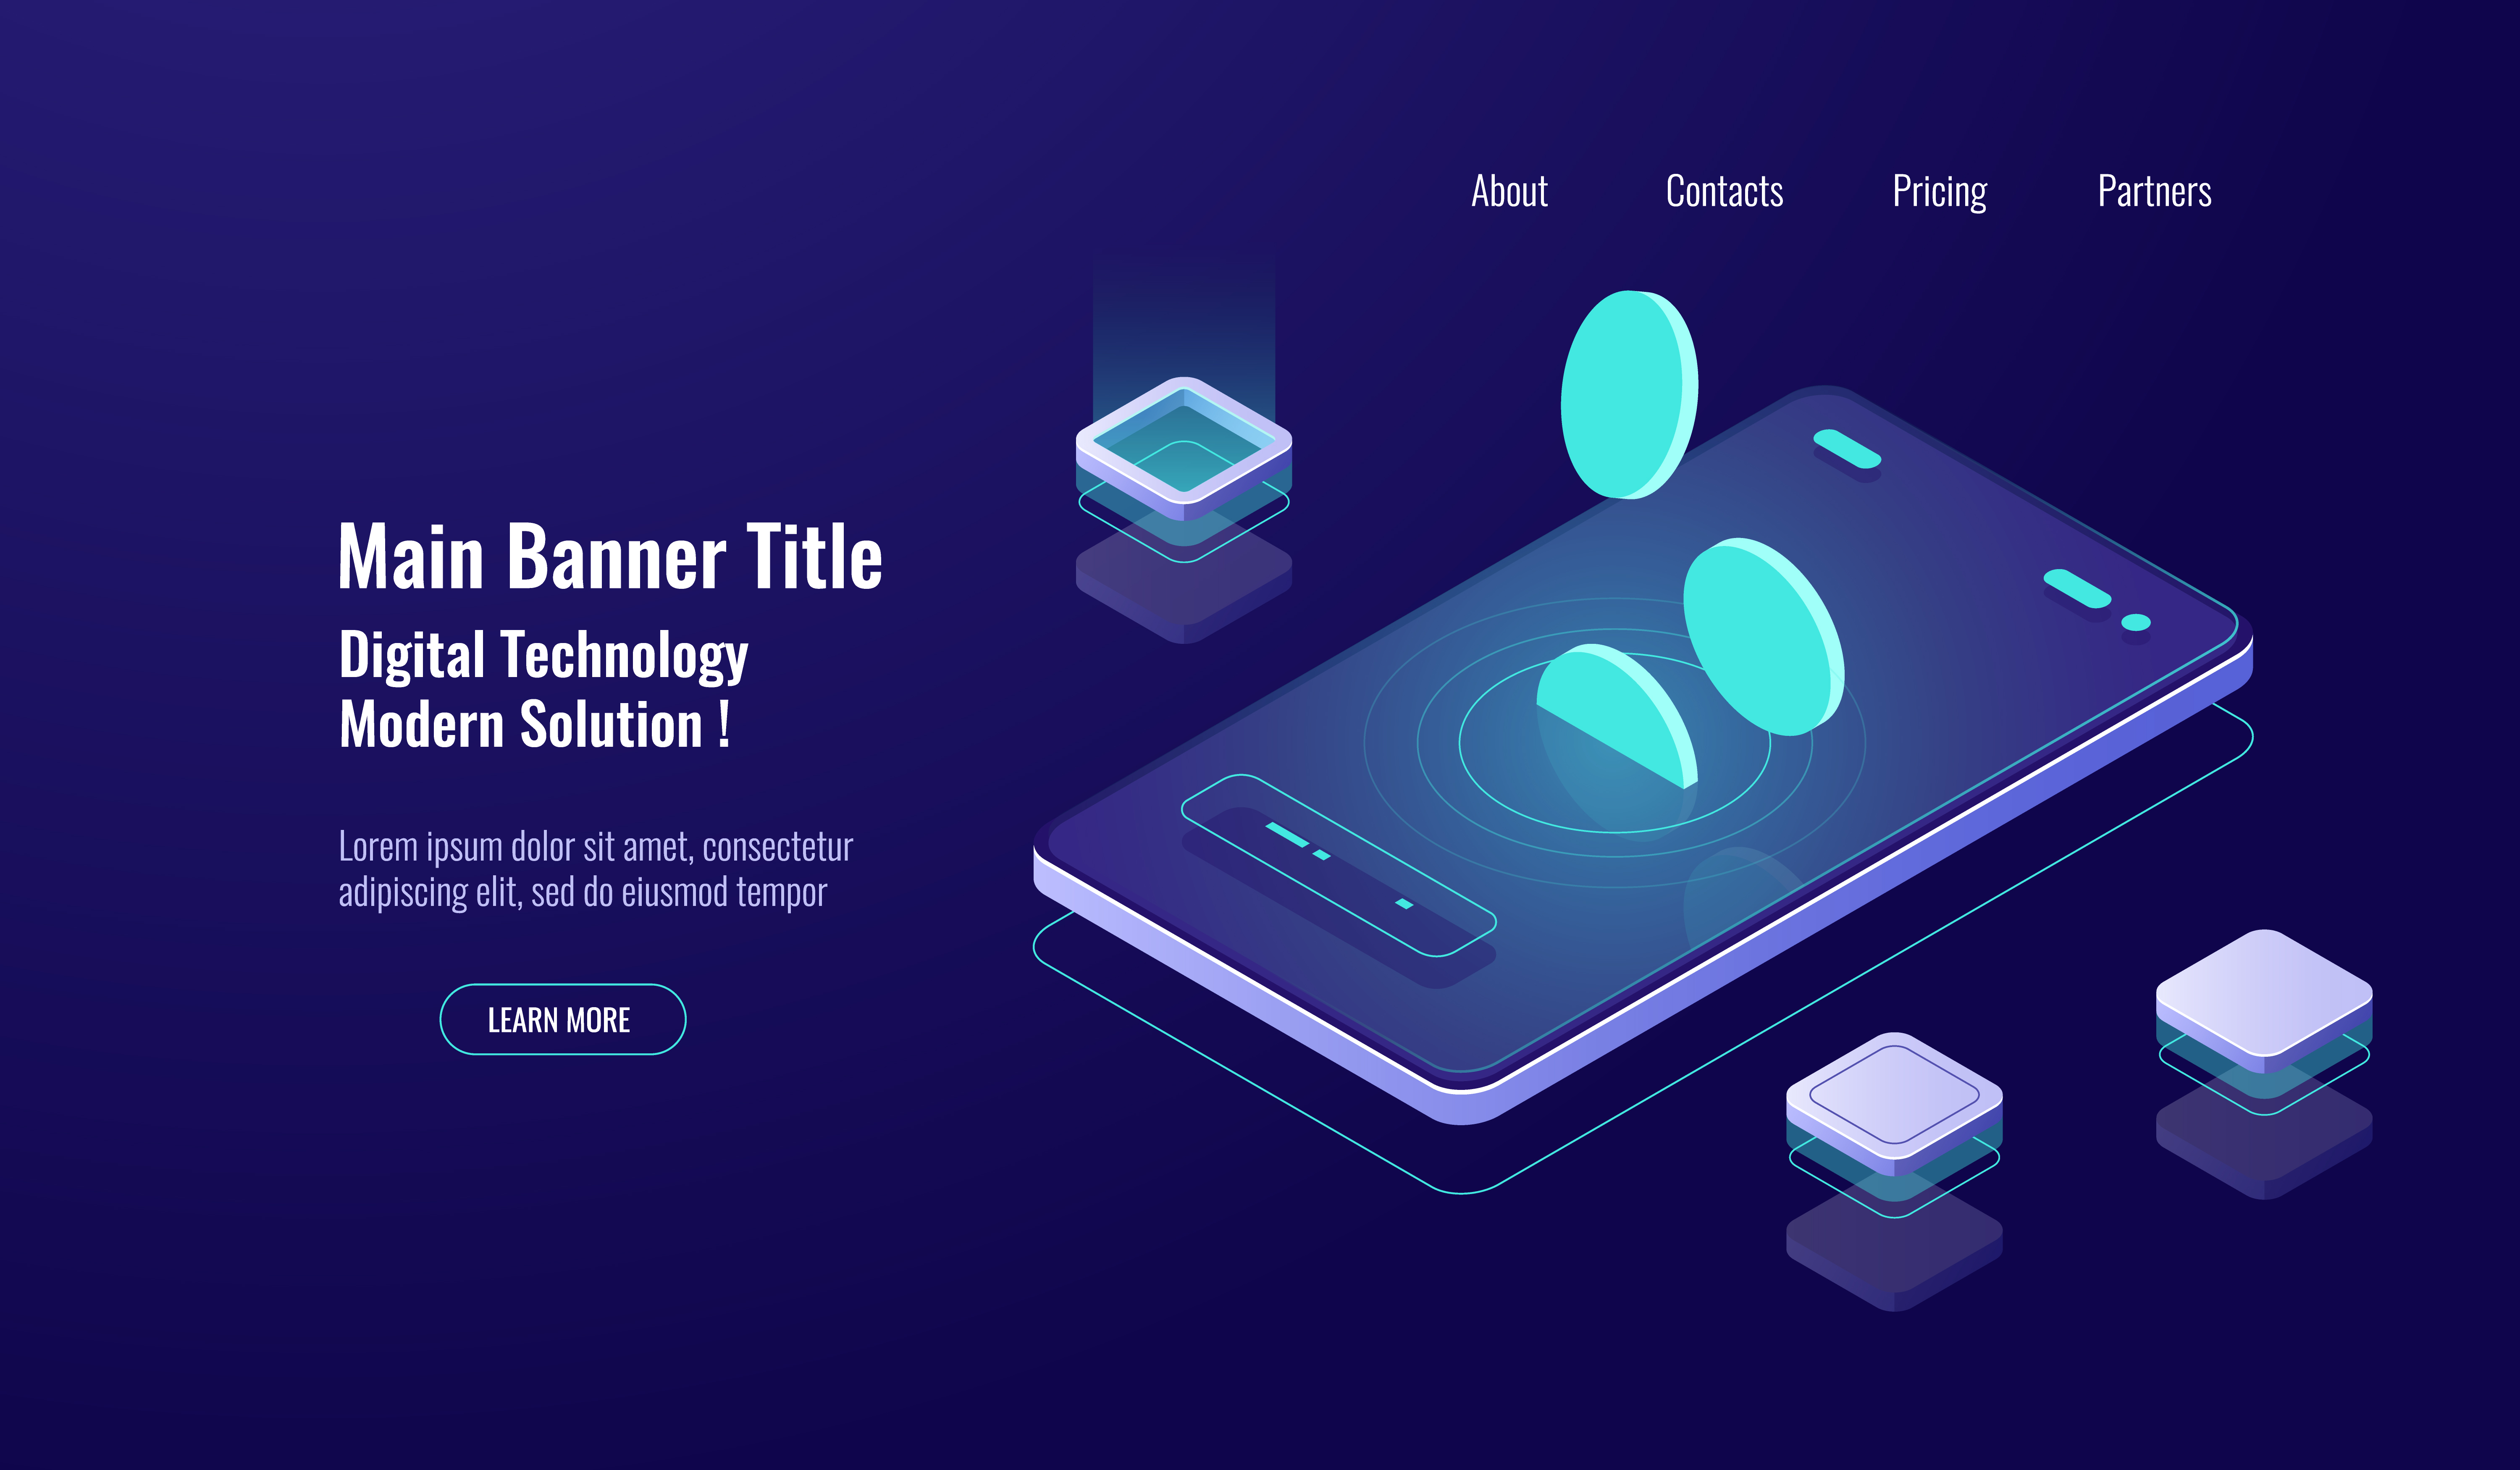 About Contacts Pricing Partners
Main Banner Title
Digital Technology
Modern Solution !
Lorem ipsum dolor sit amet, consectetur
adipiscing elit, sed do eiusmod tempor
LEARN MORE